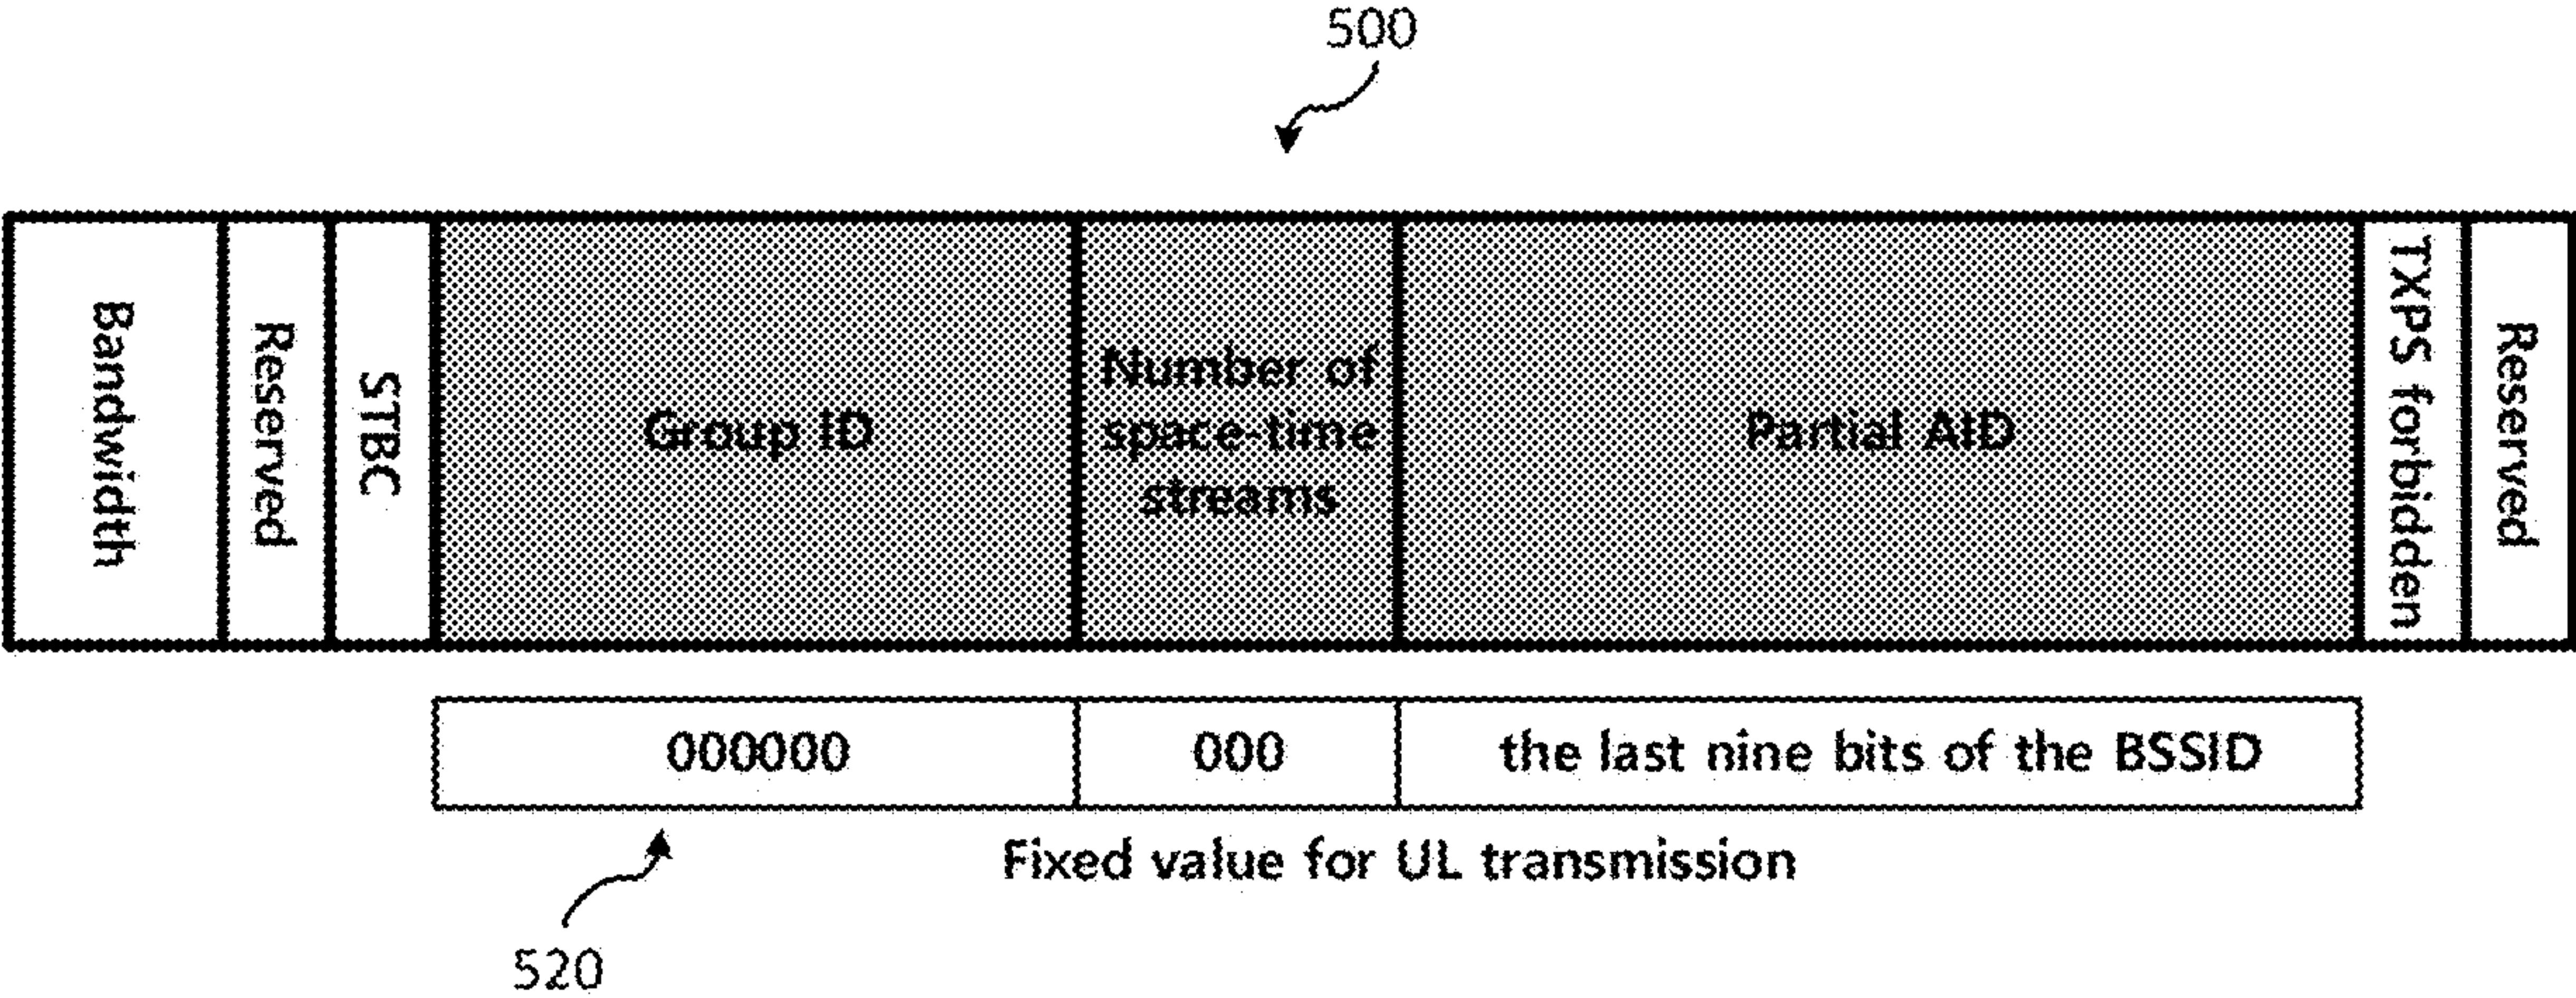 500
Bandwidth
Reserved
STBC
Group ID
Number of
space-time
streams
Partial AID
TXPS forbidden
Reserved
000000
000
the last nine bits of the BSSID
Fixed value for UL transmission
520